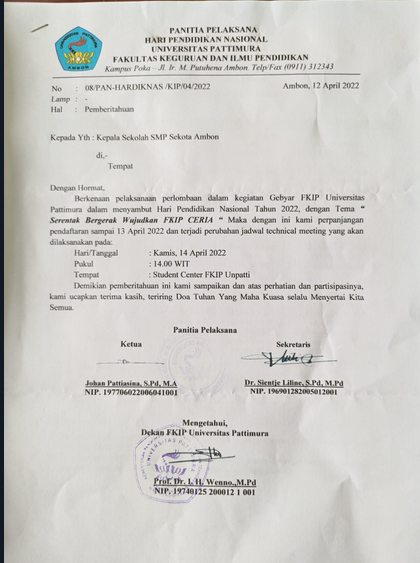 PANITIA PELAKSANA
HARI PENDIDIKAN NASIONAL
UNIVERSITAS PATTIMURA
FAKULTAS KEGURUAN DAN ILMU PENDIDIKAN
Kampus Poka – Jl. Ir. M. Putuhena Ambon. Telp/Fax (0911) 312343
No : 08/PAN-HARDIKNAS /KIP/04/2022 Ambon, 12 April 2022
Lamp : -
Hal : Pemberitahuan
Kepada Yth : Kepala Sekolah SMP Sekota Ambon
di,-
Tempat
Dengan Hormat,
Berkenaan pelaksanaan perlombaan dalam kegiatan Gebyar FKIP Universitas
Pattimura dalam menyambut Hari Pendidikan Nasional Tahun 2022, dengan Tema “
Serentak Bergerak Wujudkan FKIP CERIA “ Maka dengan ini kami perpanjangan
pendaftaran sampai 13 April 2022 dan terjadi perubahan jadwal technical meeting yang akan
dilaksanakan pada:
Hari/Tanggal : Kamis, 14 April 2022
Pukul : 14.00 WIT
Tempat : Student Center FKIP Unpatti
Demikian pemberitahuan ini kami sampaikan dan atas perhatian dan partisipasinya,
kami ucapkan terima kasih, teriring Doa Tuhan Yang Maha Kuasa selalu Menyertai Kita
Semua.
Panitia Pelaksana
Ketua Sekretaris
Johan Pattiasina, S.Pd, M.A Dr. Sientje Liline, S.Pd, M.Pd
NIP. 197706022006041001 NIP. 196901282005012001
Mengetahui,
Dekan FKIP Universitas Pattimura
Prof. Dr. I. H. Wenno.,M.Pd
NIP. 19740125 200012 1 001